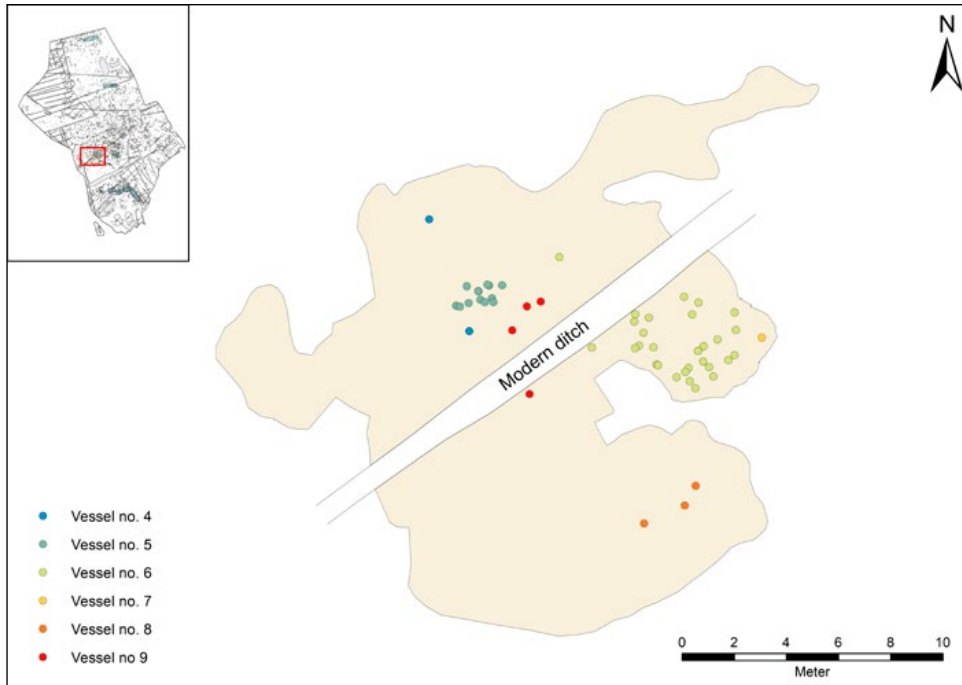 N
Modern ditch
Vessel no. 4
Vessel no. 5
Vessel no. 6
Vessel no. 7
Vessel no. 8
Vessel no 9
0 2 4 6 8 10
Meter